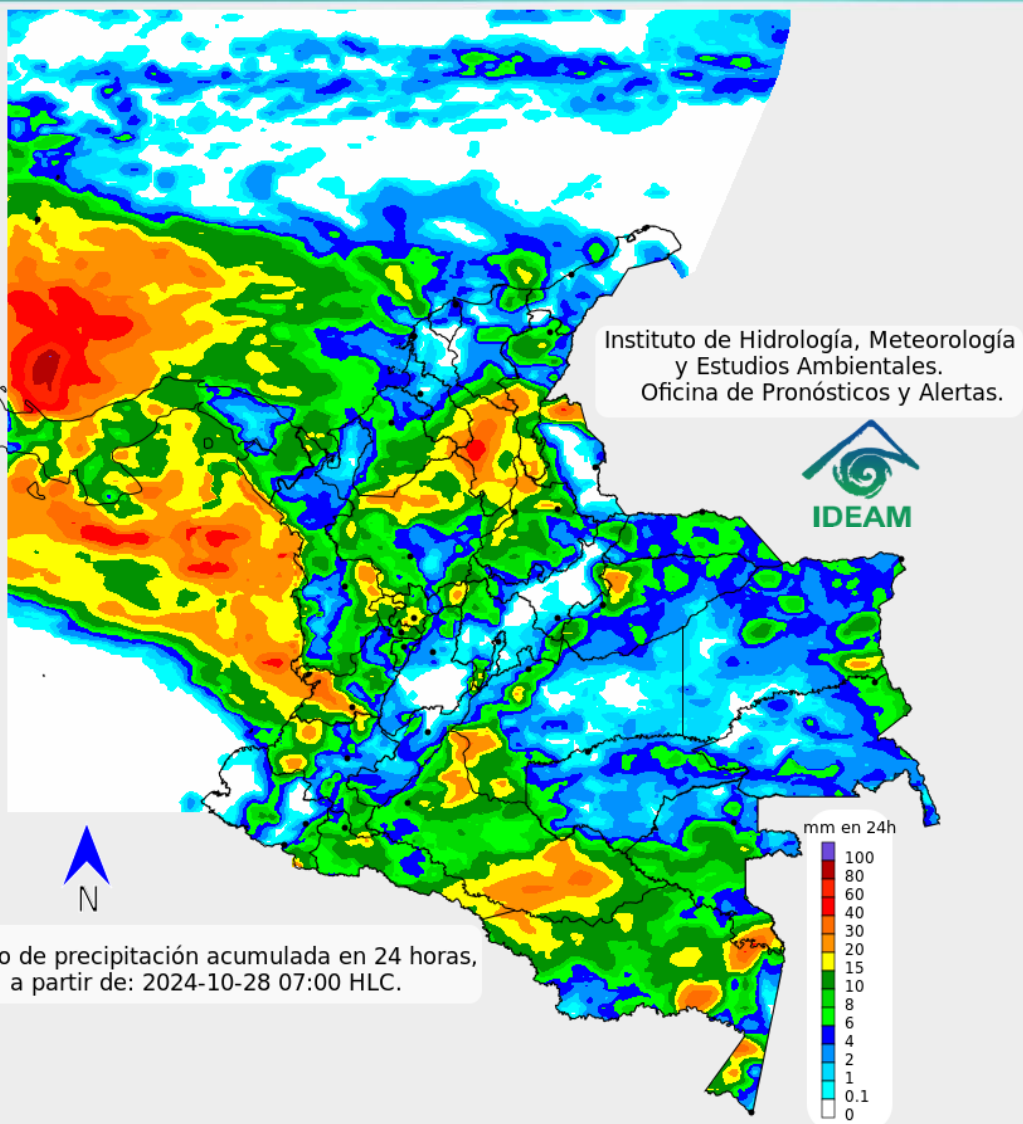 Instituto de Hidrología, Meteorología
y Estudios Ambientales.
Oficina de Pronósticos y Alertas.
IDEAM
mm en 24h
100
80
60
40
30
20
15
10
8
6
4
2
1
0.1
0
N
o de precipitación acumulada en 24 horas,
a partir de: 2024-10-28 07:00 HLC.